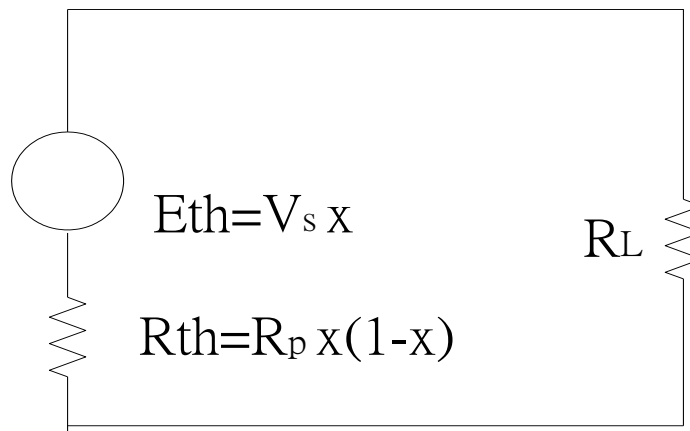 Eth=Vs x
RL
Rth=Rp x(1-x)